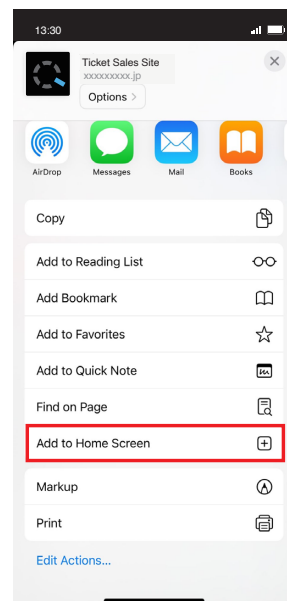 13:30
Ticket Sales Site
xxxxxxxxx.jp
Options >
AirDrop
Messages
Mail
Books
Copy
Add to Reading List
Add Bookmark
Add to Favorites
Add to Quick Note
Find on Page
Add to Home Screen
Markup
Print
Edit Actions...